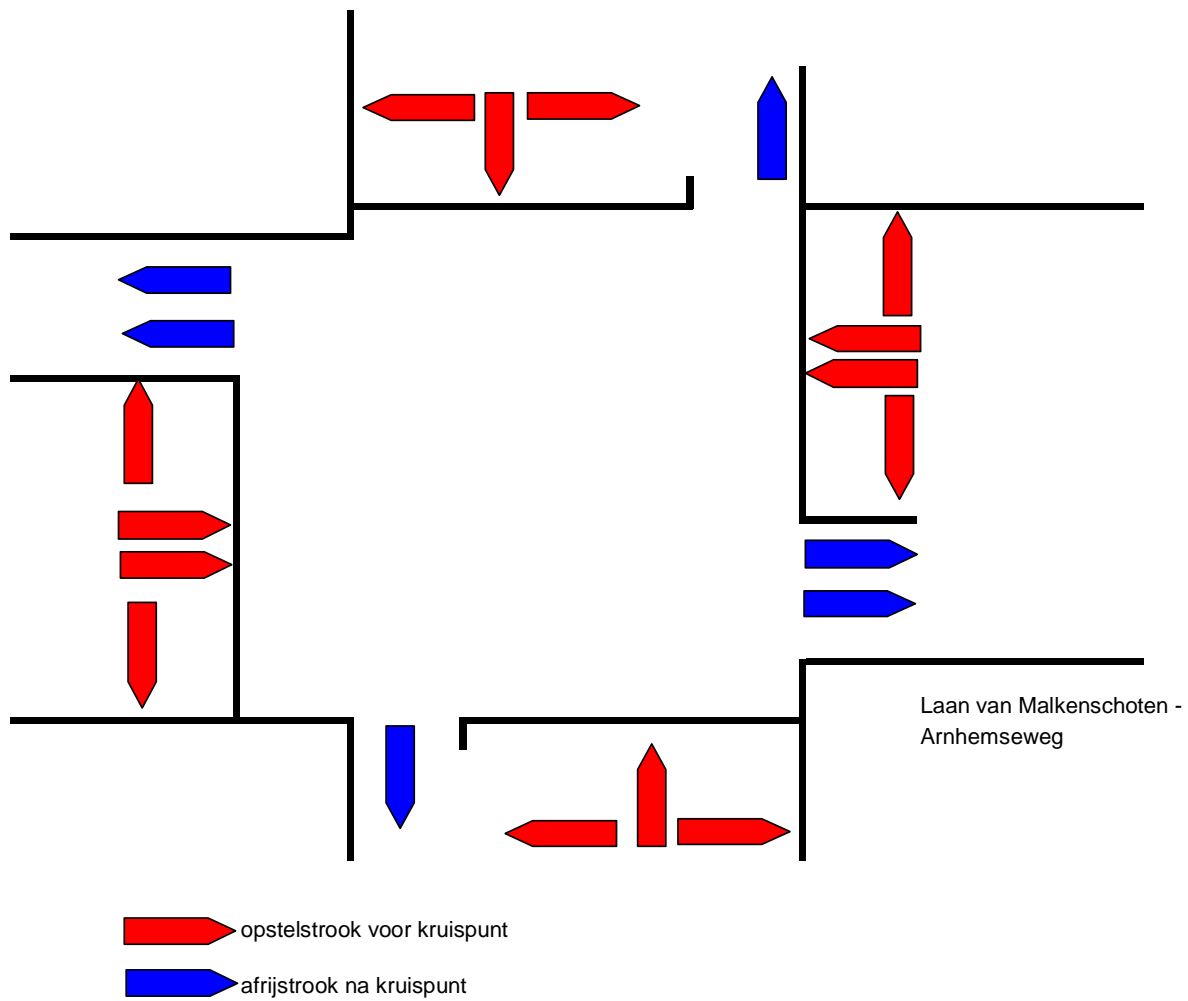 Laan van Malkenschoten -
Arnhemseweg
opstelstrook voor kruispunt
afrijstrook na kruispunt